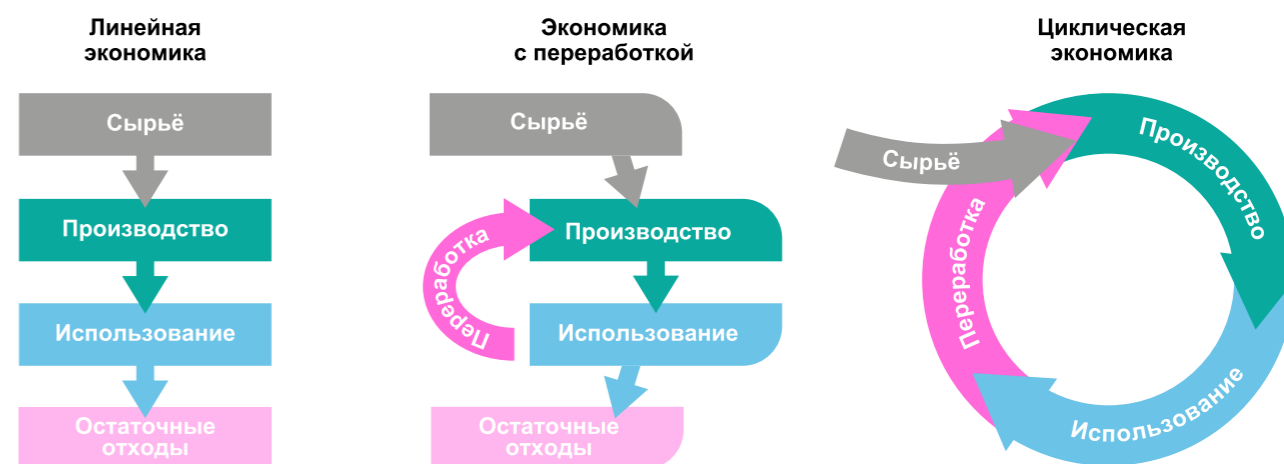 Линейная
экономика
Сырьё
Производство
Использование
Остаточные
отходы
Экономика
с переработкой
Сырьё
Производство
Переработка
Использование
Остаточные
отходы
Циклическая
экономика
Сырьё
Производство
Использование
Переработка